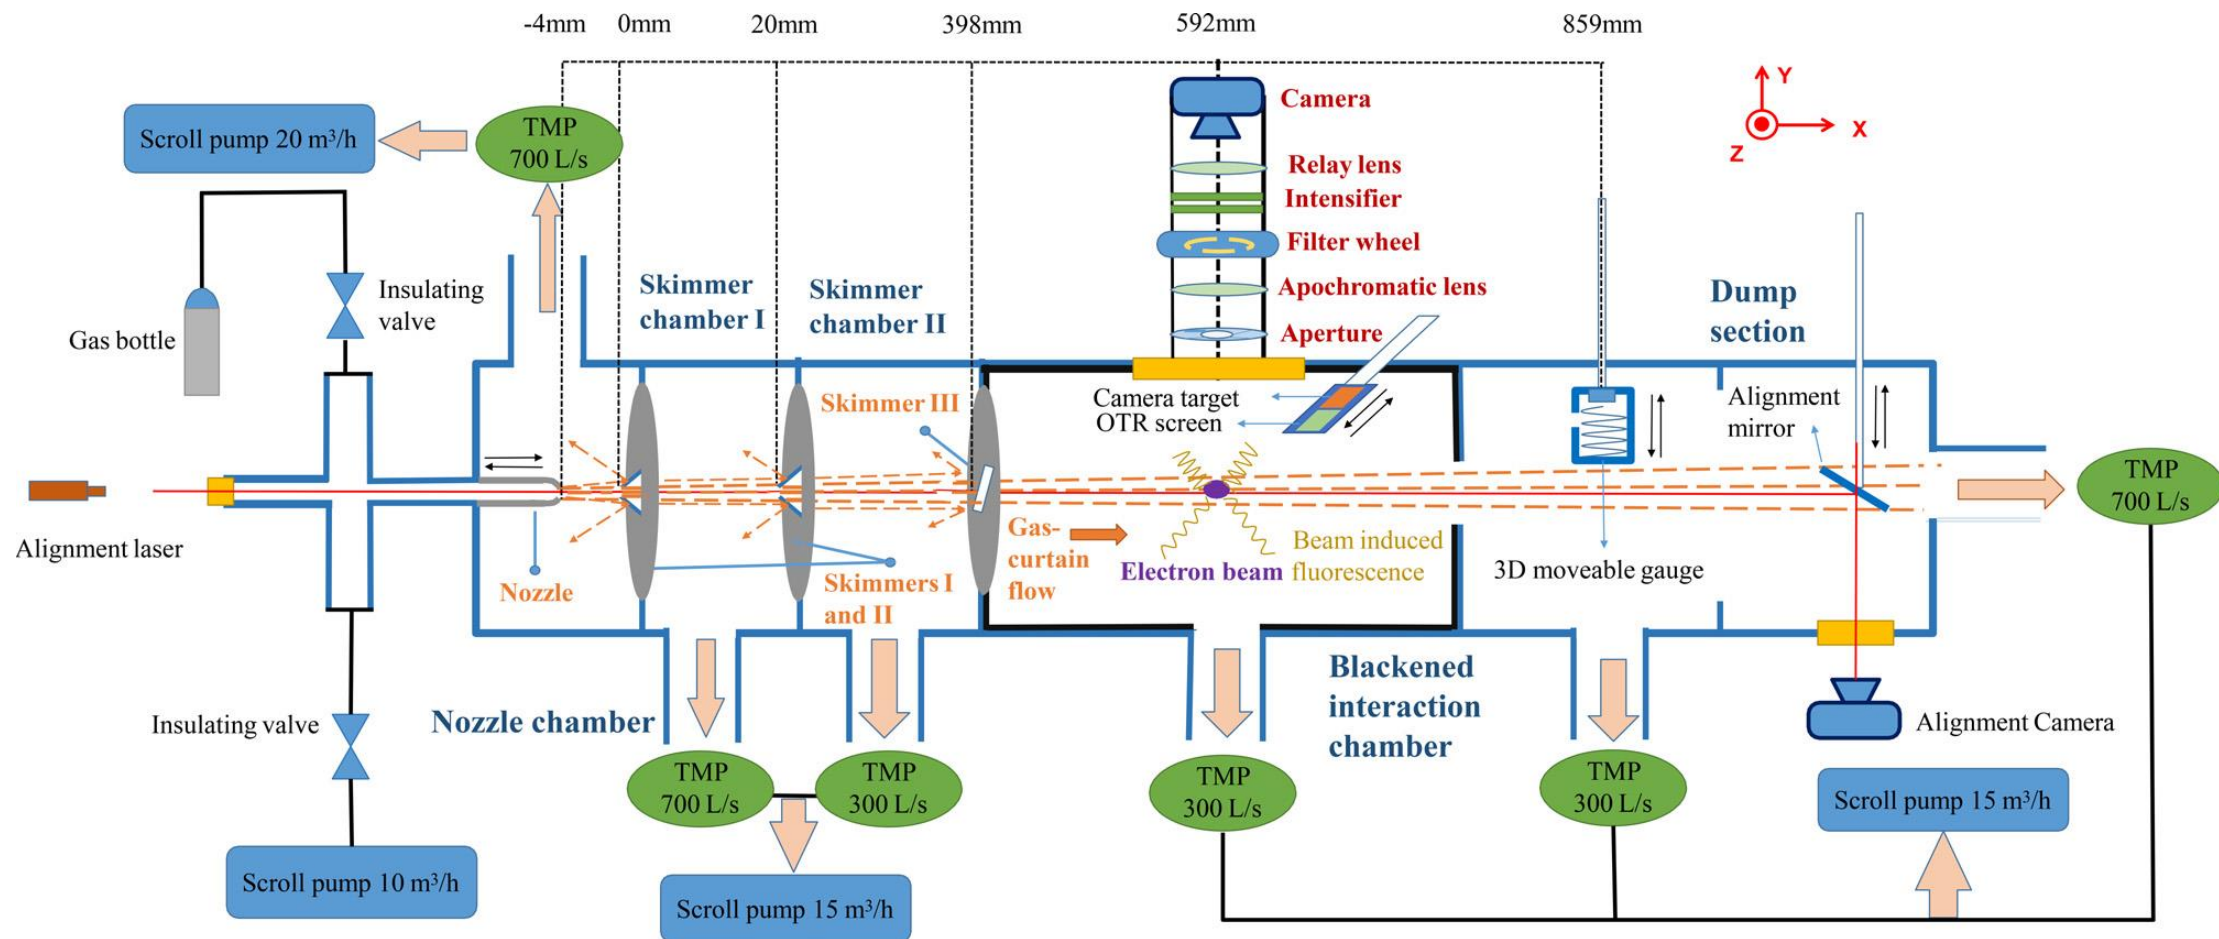 -4mm
0mm
20mm
398mm
592mm
859mm
Scroll pump 20 m³/h
TMP
700 L/s
Camera
Relay lens
Intensifier
Filter wheel
Apochromatic lens
Aperture
Y
X
Z
Insulating
valve
Gas bottle
Skimmer
chamber I
Skimmer
chamber II
Dump
section
Skimmer III
Camera target
OTR screen
Alignment
mirror
Alignment laser
Nozzle
Skimmers I
and II
Gas-
curtain
flow
Electron beam
Beam induced
fluorescence
3D moveable gauge
TMP
700 L/s
Insulating valve
Nozzle chamber
Blackened
interaction
chamber
Alignment Camera
TMP
700 L/s
TMP
300 L/s
TMP
300 L/s
TMP
300 L/s
Scroll pump 15 m³/h
Scroll pump 10 m³/h
Scroll pump 15 m³/h